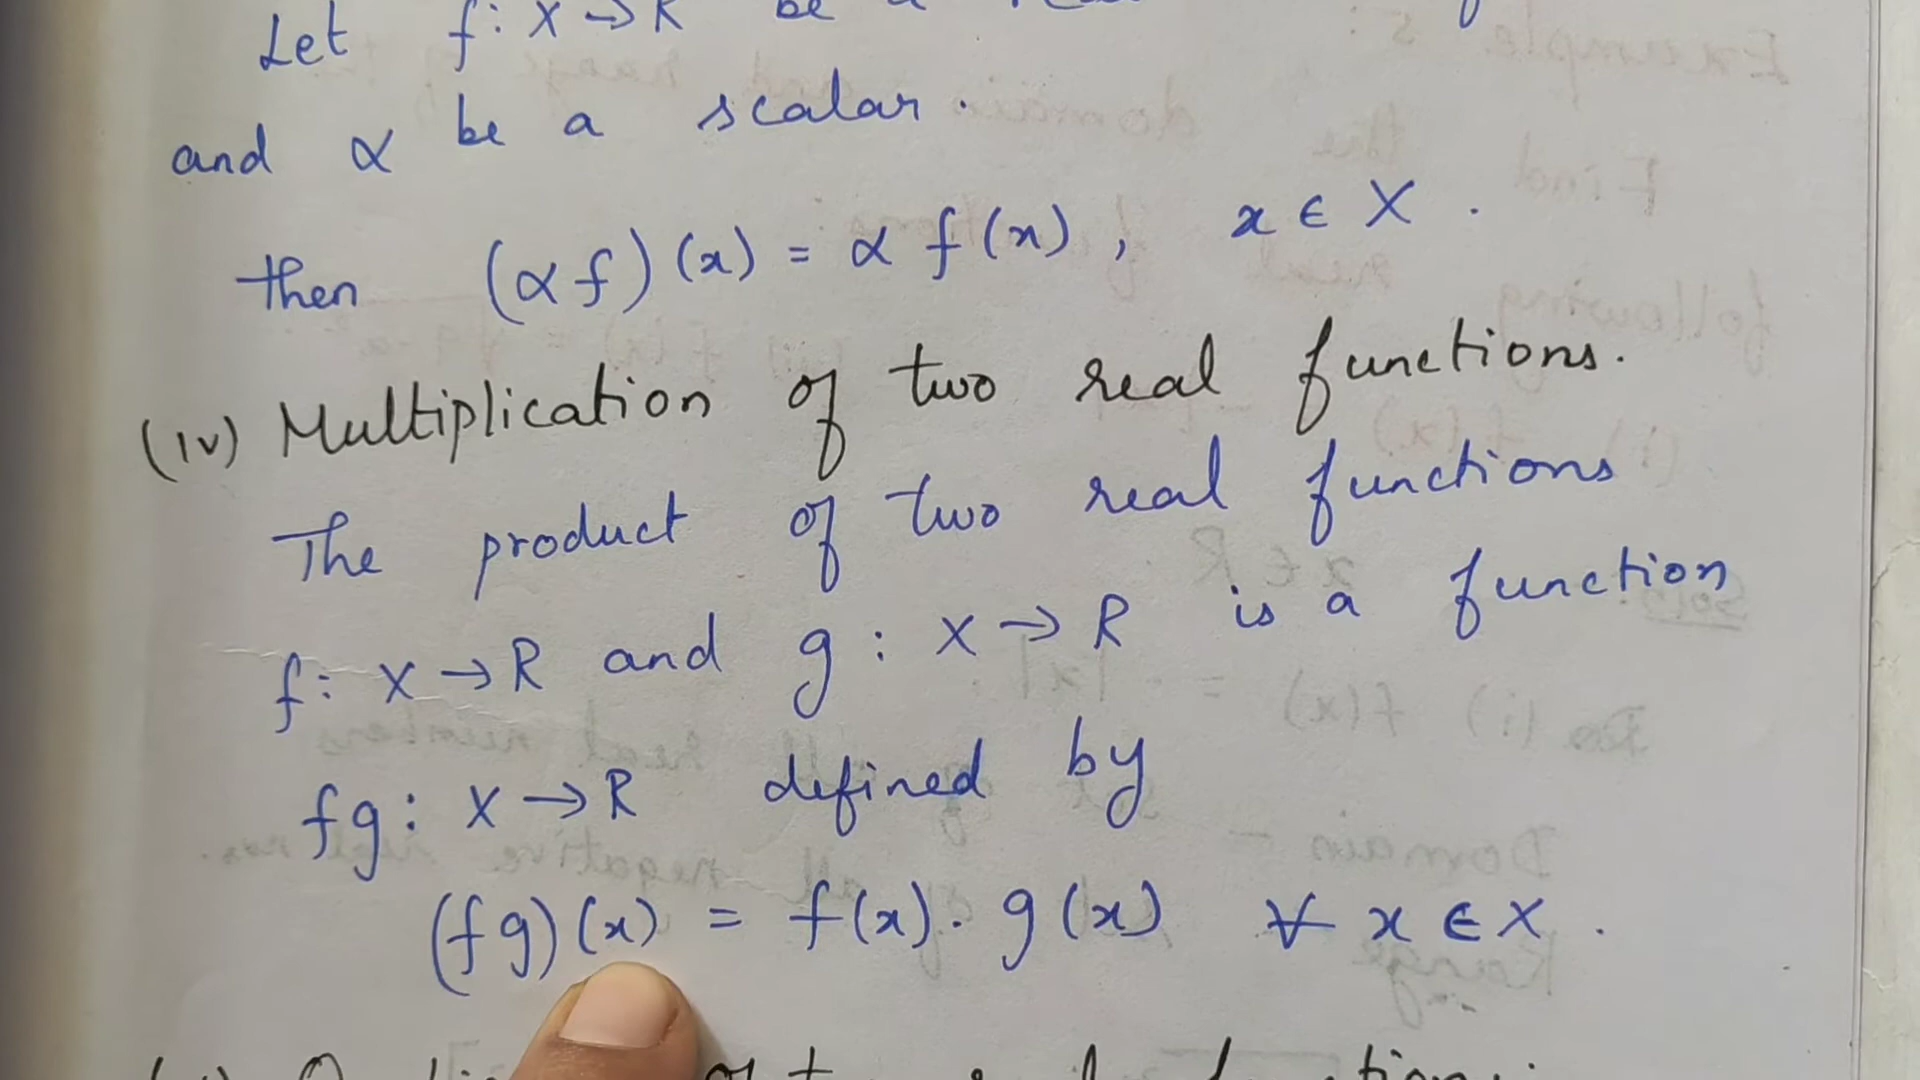 Let f : X → R be a
and α be a scalar.
then (αf)(x) = α f(x), x ∈ X.
(iv) Multiplication of two real functions.
The product of two real functions
f: X → R and g : X → R is a function
fg: X → R defined by
(fg)(x) = f(x). g(x) ∀ x ∈ X.